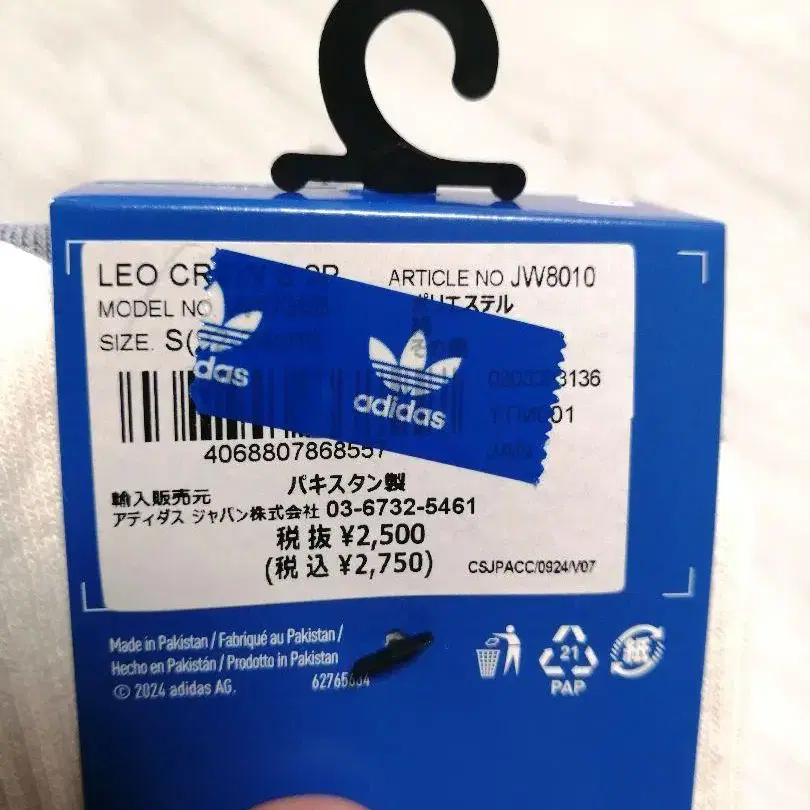 LEO CR
ARTICLE NO JW8010
MODEL NO.
ポリエステル
SIZE. S(
adidas
das
4068807868557
パキスタン製
輸入販売元
アディダス ジャパン株式会社 03-6732-5461
税 抜 ¥2,500
(税 込 ¥2,750)
CSJPACC/0924/V07
Made in Pakistan / Fabriqué au Pakistan /
Hecho en Pakistán / Prodotto in Pakistan
© 2024 adidas AG.
21
PAP
紙